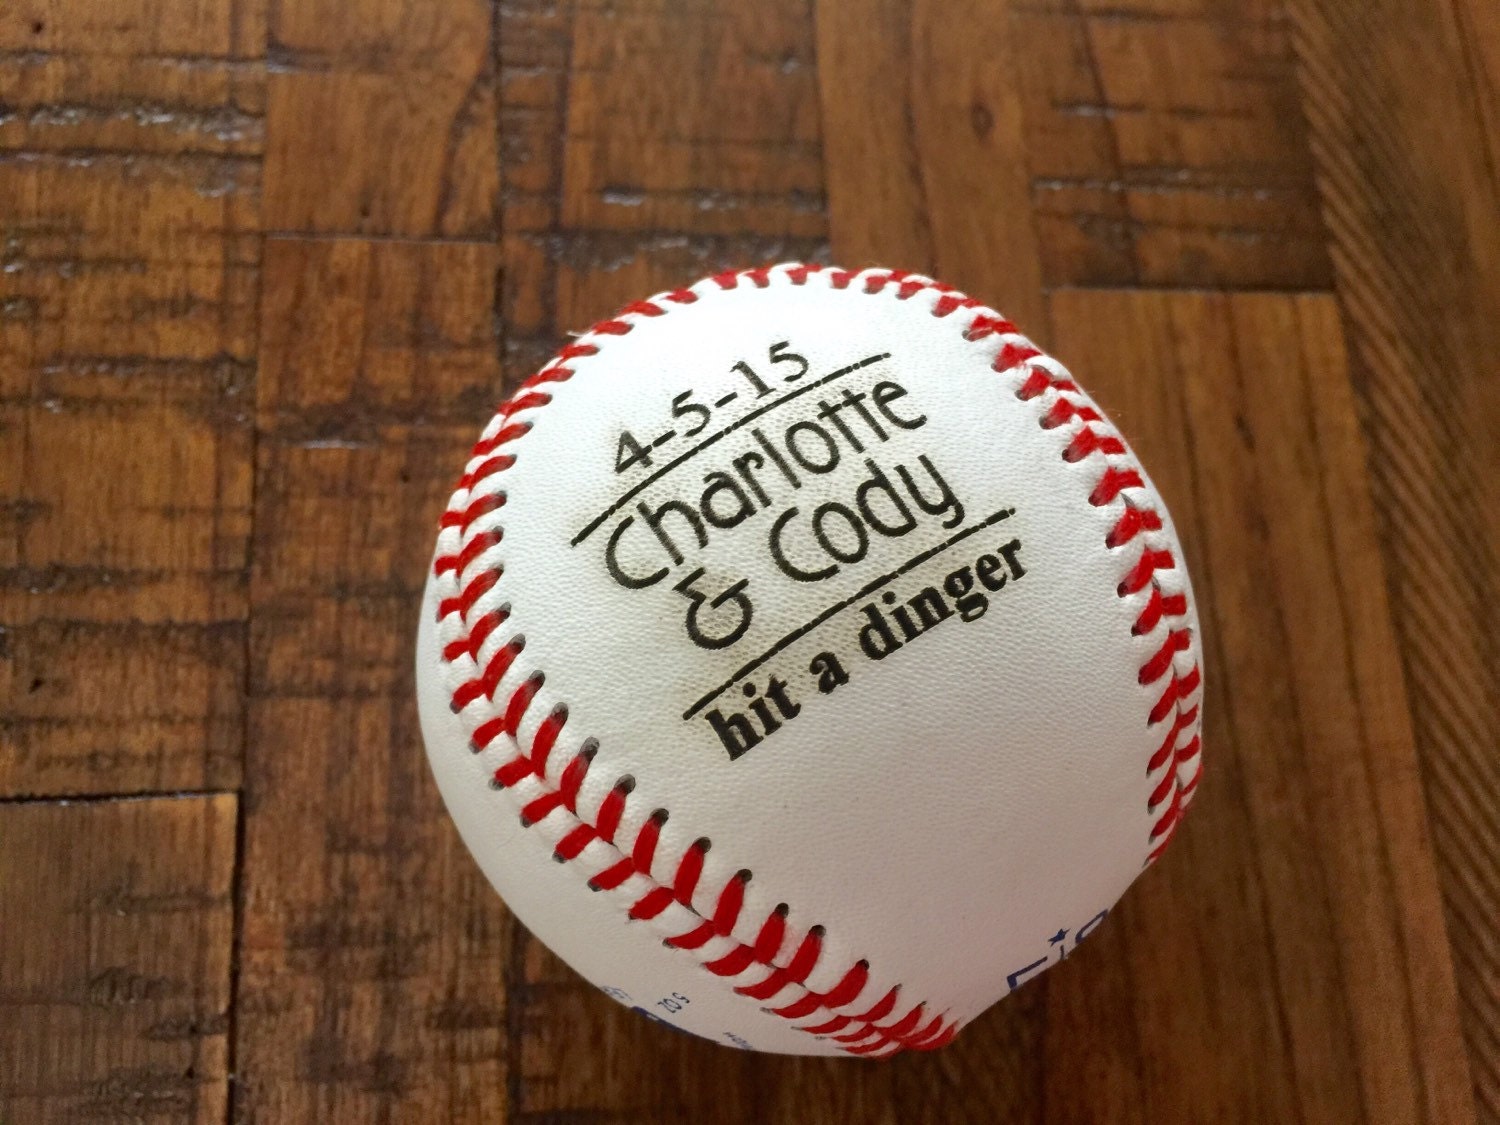 4-5-15
Charlotte
& Cody
hit a dinger